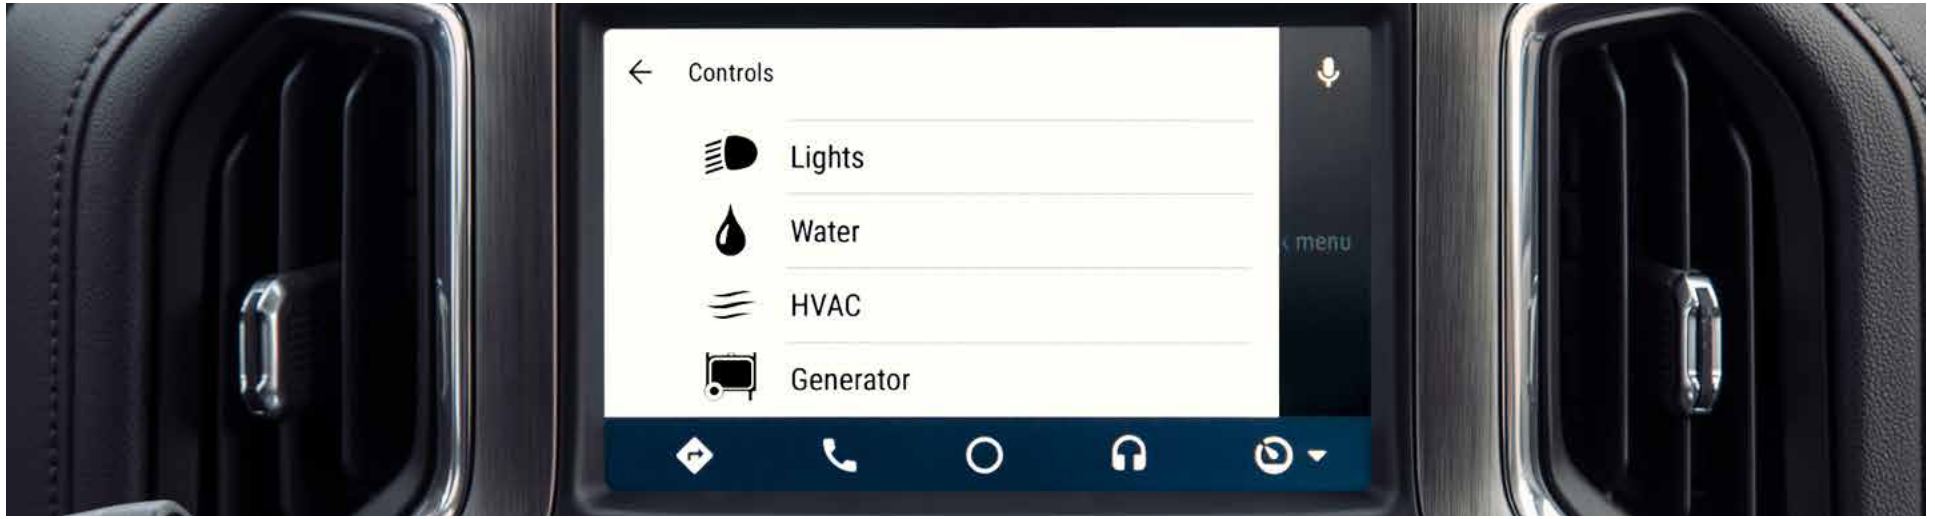 Controls
Lights
Water
HVAC
Generator
menu